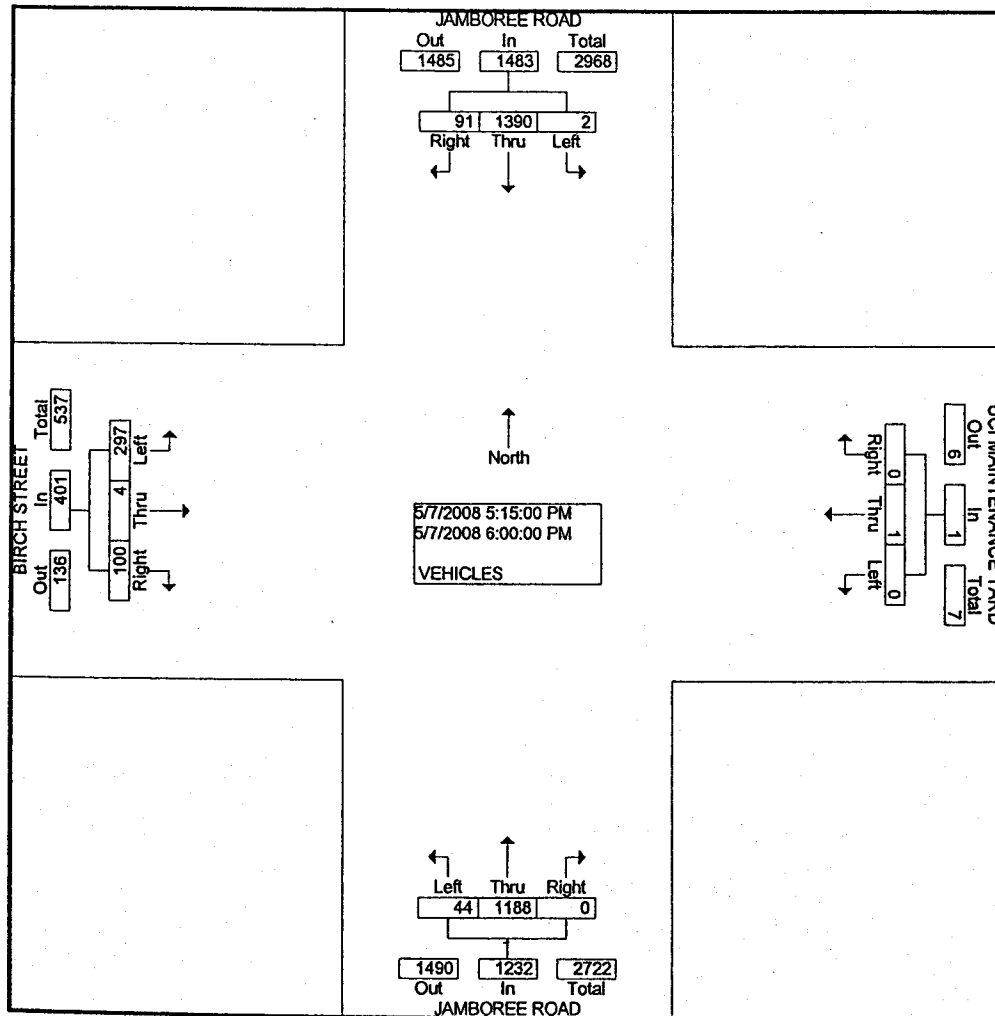 JAMBOREE ROAD
Out In Total
1485 1483 2968
91 1390 2
Right Thru Left
BIRCH STREET
Out In Total
136 401 537
100 4 297
Right Thru Left
North
5/7/2008 5:15:00 PM
5/7/2008 6:00:00 PM
VEHICLES
Right Thru Left
0 1 0
Out In Total
6 1 7
MAINTENANCE YARD
Left Thru Right
44 1188 0
1490 1232 2722
Out In Total
JAMBOREE ROAD